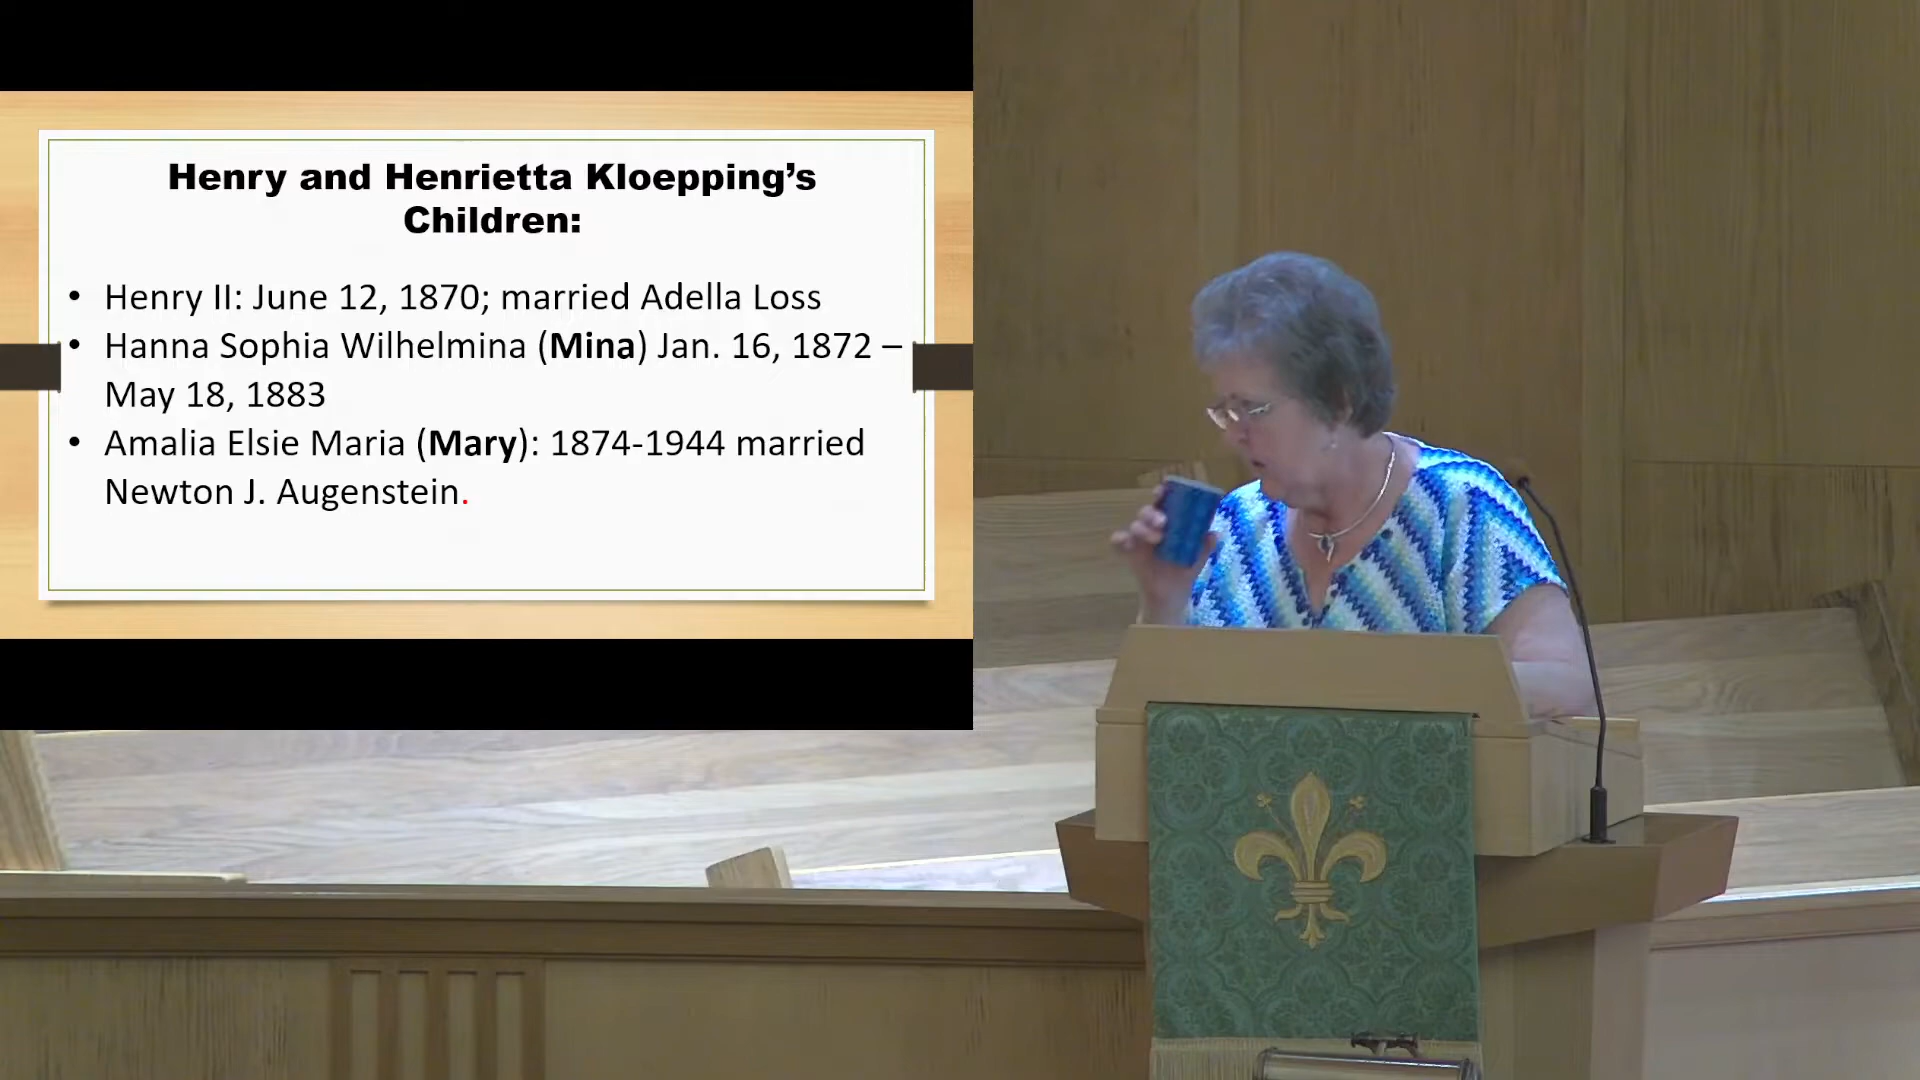 Henry and Henrietta Kloepping’s
Children:
• Henry II: June 12, 1870; married Adella Loss
• Hanna Sophia Wilhelmina (Mina) Jan. 16, 1872 –
May 18, 1883
• Amalia Elsie Maria (Mary): 1874-1944 married
Newton J. Augenstein.